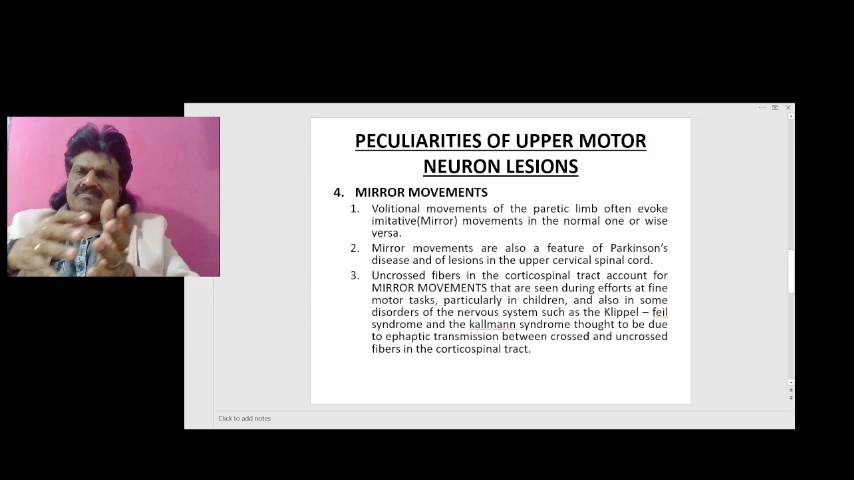 PECULIARITIES OF UPPER MOTOR
NEURON LESIONS
4. MIRROR MOVEMENTS
1. Volitional movements of the paretic limb often evoke
imitative(Mirror) movements in the normal one or wise
versa.
2. Mirror movements are also a feature of Parkinson's
disease and of lesions in the upper cervical spinal cord.
3. Uncrossed fibers in the corticospinal tract account for
MIRROR MOVEMENTS that are seen during efforts at fine
motor tasks, particularly in children, and also in some
disorders of the nervous system such as the Klippel – feil
syndrome and the kallmann syndrome thought to be due
to ephaptic transmission between crossed and uncrossed
fibers in the corticospinal tract.
Click to add notes